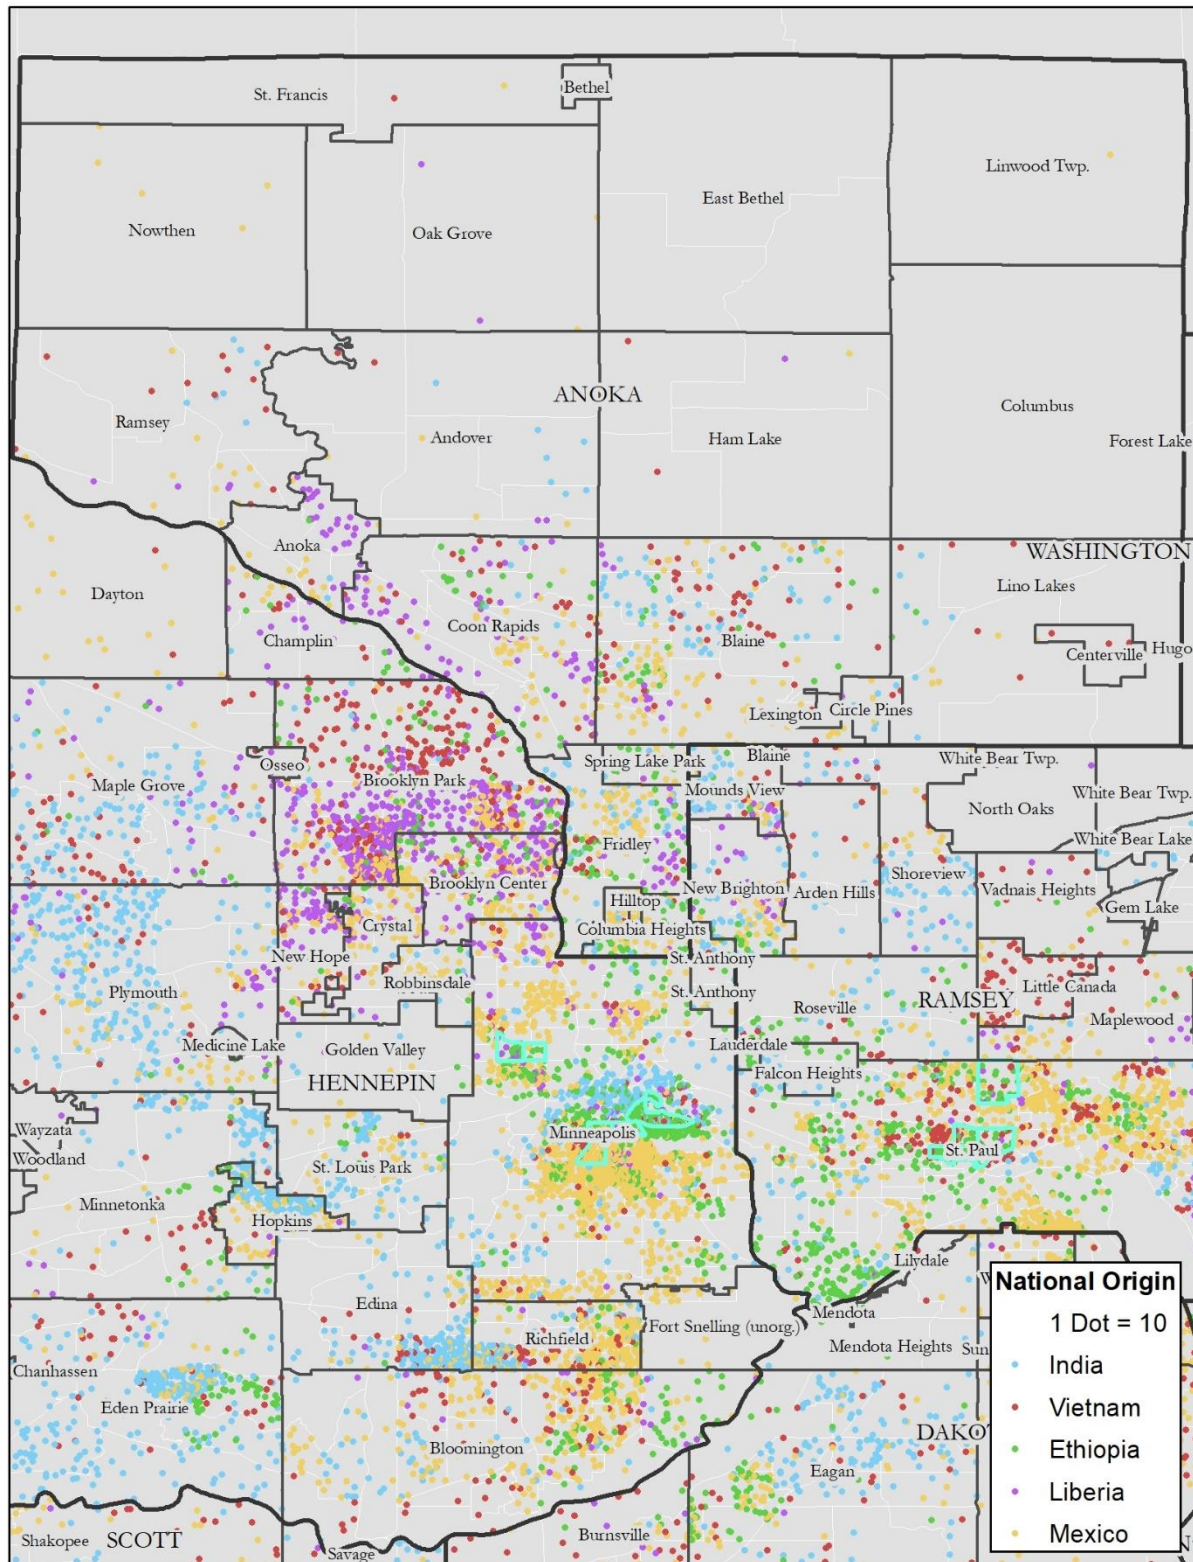 Bethel
St. Francis
Linwood Twp.
East Bethel
Nowthen
Oak Grove
ANOKA
Columbus
Ramsey
Andover
Ham Lake
Forest Lake
Anoka
WASHINGTON
Lino Lakes
Dayton
Coon Rapids
Champlin
Blaine
Centerville
Hugo
Lexington
Circle Pines
Osseo
Spring Lake Park
Blaine
White Bear Twp.
Maple Grove
Brooklyn Park
Mounds View
North Oaks
White Bear Twp.
Fridley
White Bear Lake
Brooklyn Center
New Brighton
Arden Hills
Shoreview
Vadnais Heights
Hilltop
Gem Lake
Crystal
Columbia Heights
New Hope
St. Anthony
Robbinsdale
Plymouth
St. Anthony
Roseville
RAMSEY
Little Canada
Maplewood
Medicine Lake
Golden Valley
Lauderdale
Falcon Heights
HENNEPIN
Wayzata
Minneapolis
Woodland
St. Louis Park
St. Paul
Minnetonka
Hopkins
Lilydale
Edina
Richfield
Fort Snelling (unorg.)
Mendota
Mendota Heights
Sun
W
Chanhassen
Eden Prairie
Bloomington
DAKOT
Eagan
Shakopee
SCOTT
Savage
Burnsville
N
National Origin
1 Dot = 10
India
Vietnam
Ethiopia
Liberia
Mexico